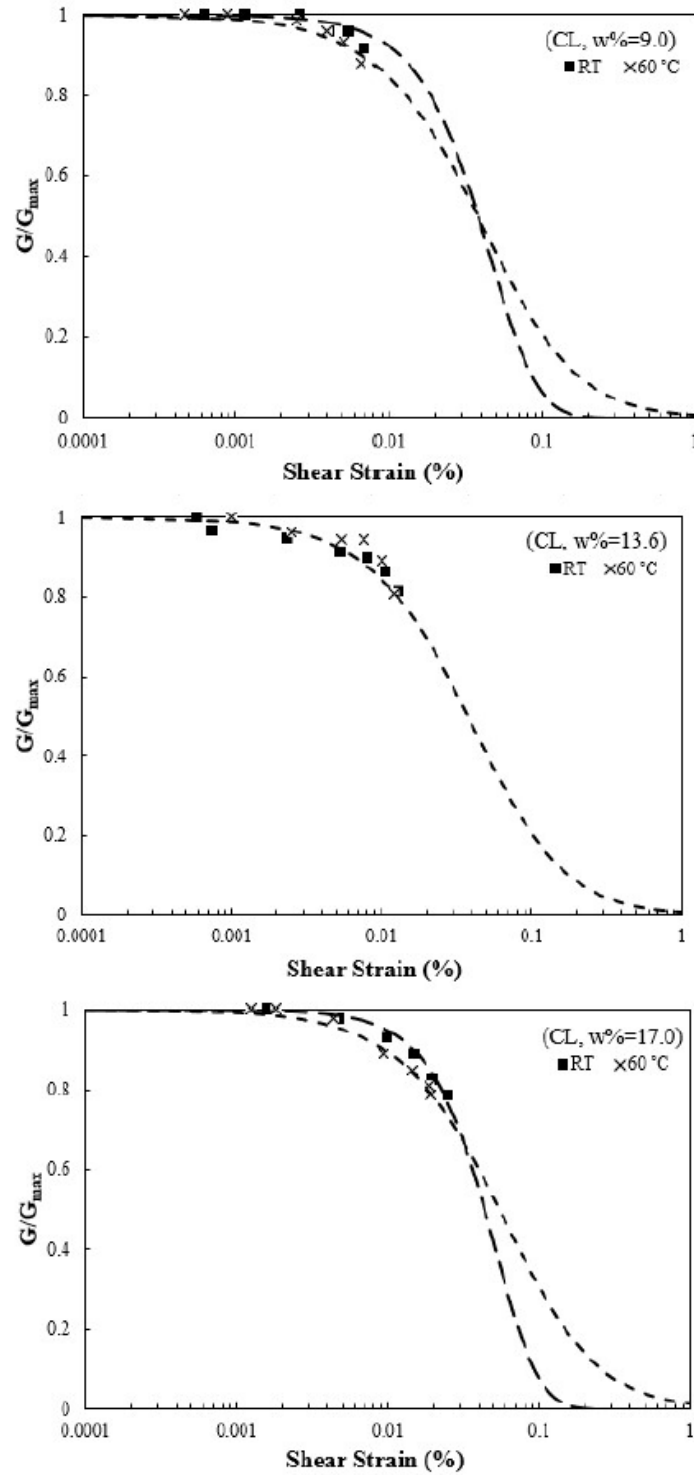 1
(CL, w%=9.0)
■RT ×60 °C
0.8
0.6
G/Gmax
0.4
0.2
0
0.0001 0.001 0.01 0.1 1
Shear Strain (%)
1
(CL, w%=13.6)
■RT ×60 °C
0.8
0.6
G/Gmax
0.4
0.2
0
0.0001 0.001 0.01 0.1 1
Shear Strain (%)
1
(CL, w%=17.0)
■RT ×60 °C
0.8
0.6
G/Gmax
0.4
0.2
0
0.0001 0.001 0.01 0.1 1
Shear Strain (%)